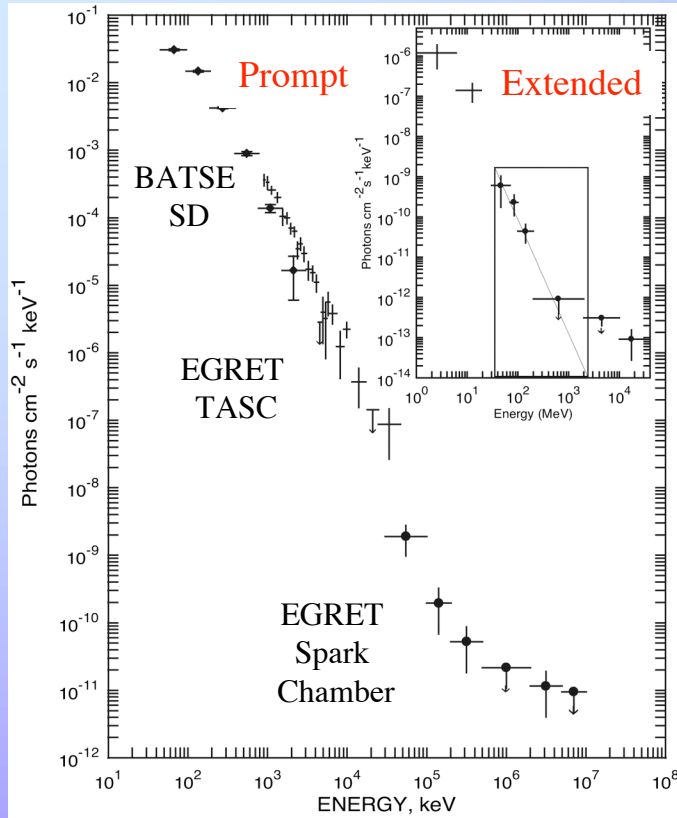 Prompt
Extended
BATSE
SD
EGRET
TASC
EGRET
Spark
Chamber
Photons cm-2 s-1 keV-1
10-1
10-2
10-3
10-4
10-5
10-6
10-7
10-8
10-9
10-10
10-11
10-12
101
102
103
104
105
106
107
108
ENERGY, keV
Photons cm-2 s-1 keV-1
10-6
10-7
10-8
10-9
10-10
10-11
10-12
10-13
10-14
100
101
102
103
104
Energy (MeV)